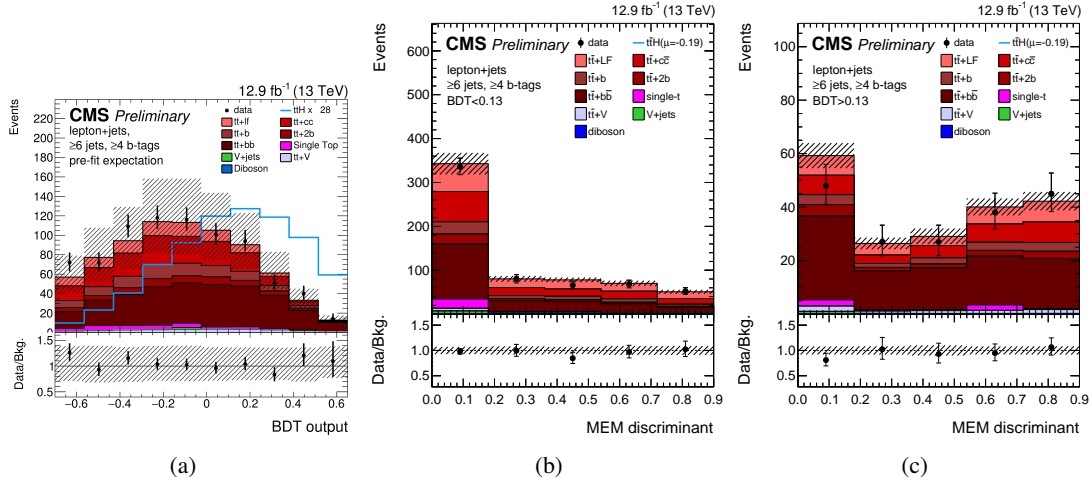 12.9 fb⁻¹ (13 TeV)
CMS Preliminary
lepton+jets,
≥6 jets, ≥4 b-tags
pre-fit expectation
data
ttH x 28
tt+lf
tt+cc
tt+b
tt+2b
tt+bb
Single Top
V+jets
tt+V
Diboson
Events
220
200
180
160
140
120
100
80
60
40
20
0
Data/Bkg.
1.5
1
0.5
−0.6
−0.4
−0.2
0
0.2
0.4
0.6
BDT output
(a)
12.9 fb⁻¹ (13 TeV)
CMS Preliminary
lepton+jets
≥6 jets, ≥4 b-tags
BDT<0.13
data
tt̄H(μ=-0.19)
tt̄+LF
tt̄+cc̄
tt̄+b
tt̄+2b
tt̄+bb̄
single-t
tt̄+V
V+jets
diboson
Events
600
500
400
300
200
100
Data/Bkg.
1.5
1.0
0.5
0.0 0.1 0.2 0.3 0.4 0.5 0.6 0.7 0.8 0.9
MEM discriminant
(b)
12.9 fb⁻¹ (13 TeV)
CMS Preliminary
lepton+jets
≥6 jets, ≥4 b-tags
BDT>0.13
data
tt̄H(μ=-0.19)
tt̄+LF
tt̄+cc̄
tt̄+b
tt̄+2b
tt̄+bb̄
single-t
tt̄+V
V+jets
diboson
Events
100
80
60
40
20
Data/Bkg.
1.5
1.0
0.5
0.0 0.1 0.2 0.3 0.4 0.5 0.6 0.7 0.8 0.9
MEM discriminant
(c)